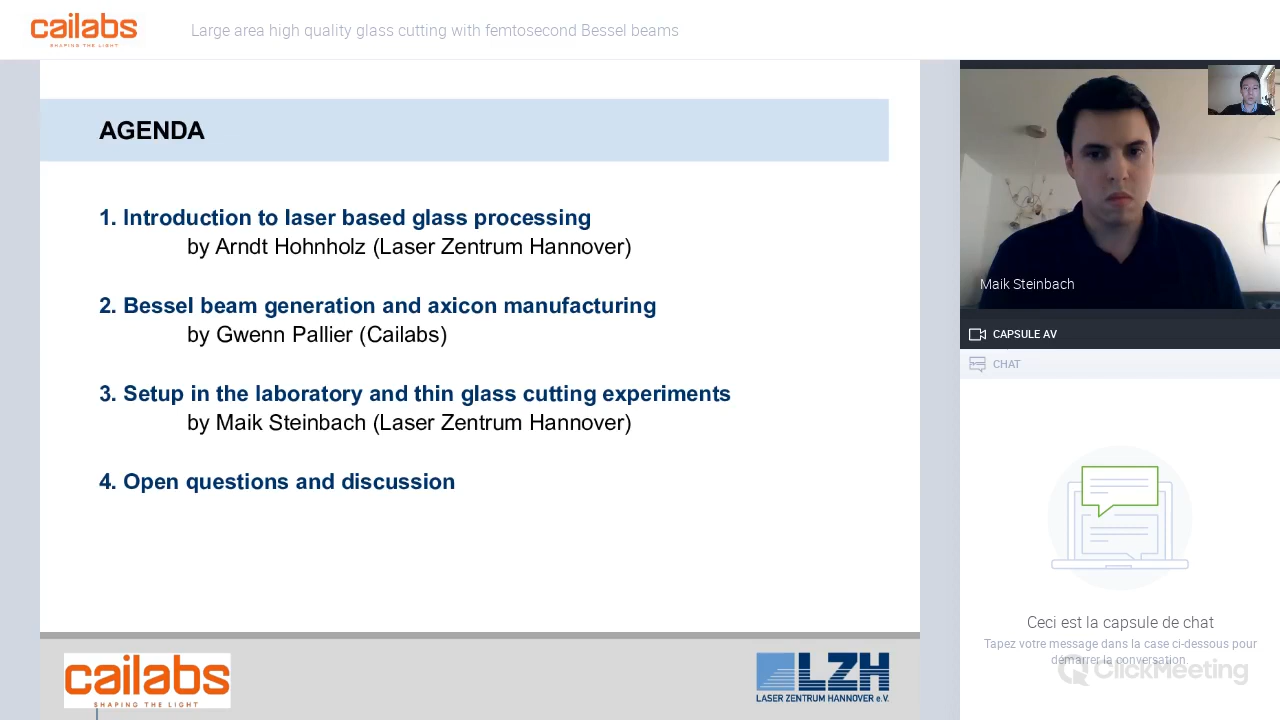 cailabs
SHAPING THE LIGHT
Large area high quality glass cutting with femtosecond Bessel beams
AGENDA
1. Introduction to laser based glass processing
by Arndt Hohnholz (Laser Zentrum Hannover)
2. Bessel beam generation and axicon manufacturing
by Gwenn Pallier (Cailabs)
3. Setup in the laboratory and thin glass cutting experiments
by Maik Steinbach (Laser Zentrum Hannover)
4. Open questions and discussion
cailabs
SHAPING THE LIGHT
LZH
LASER ZENTRUM HANNOVER e.V.
Maik Steinbach
CAPSULE AV
CHAT
Ceci est la capsule de chat
Tapez votre message dans la case ci-dessous pour
démarrer la conversation.
ClickMeeting